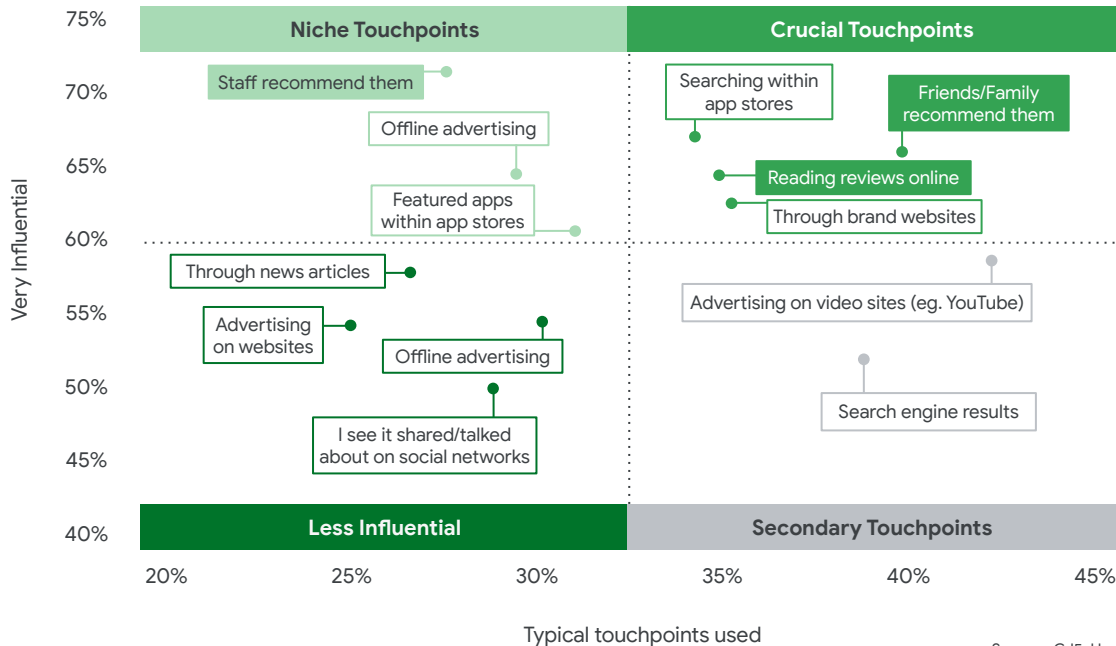 75%
Niche Touchpoints
Crucial Touchpoints
70%
Staff recommend them
Searching within
app stores
Friends/Family
recommend them
Offline advertising
65%
Reading reviews online
Featured apps
within app stores
Through brand websites
60%
Very Influential
Through news articles
55%
Advertising
on websites
Advertising on video sites (eg. YouTube)
Offline advertising
50%
Search engine results
45%
I see it shared/talked
about on social networks
40%
Less Influential
Secondary Touchpoints
20%
25%
30%
35%
40%
45%
Typical touchpoints used